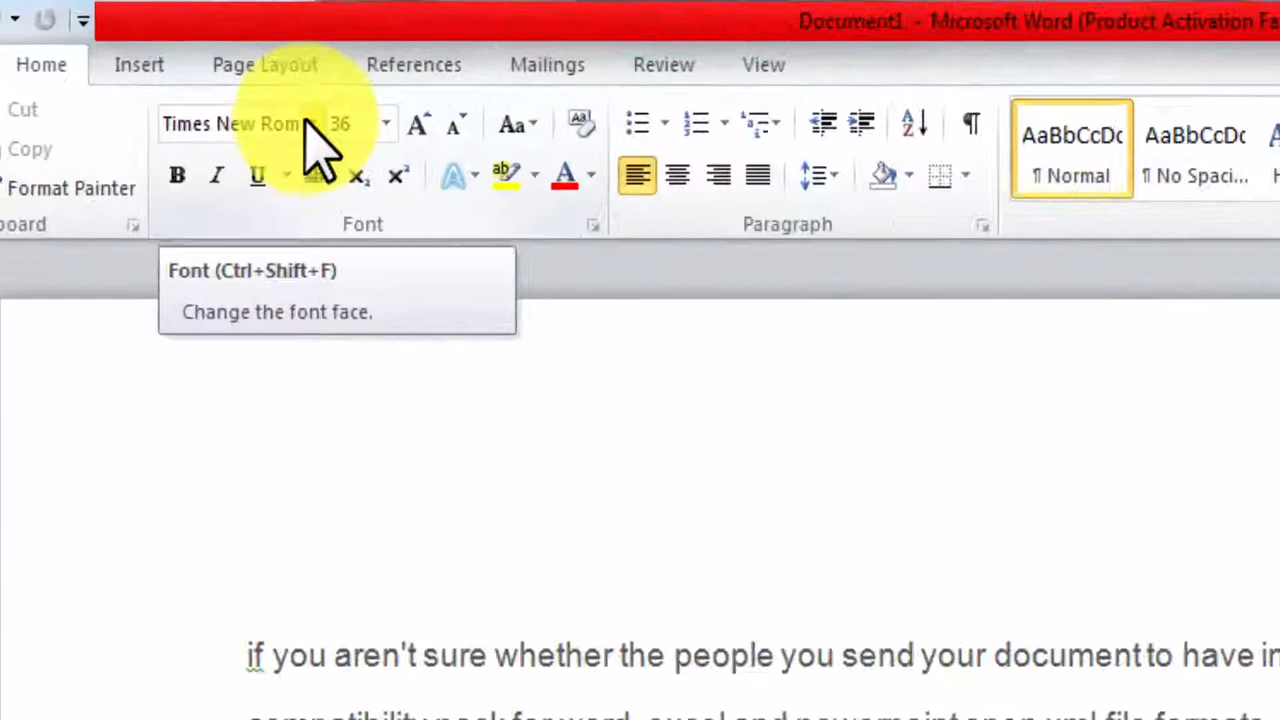 Document1 - Microsoft Word (Product Activation Fa
Home Insert Page Layout References Mailings Review View
Cut
Copy
Format Painter
Times New Rom 36
Aa
B I U
AaBbCcDc AaBbCcDc
¶ Normal ¶ No Spaci...
board Font Paragraph
Font (Ctrl+Shift+F)
Change the font face.
if you aren't sure whether the people you send your document to have in
compatibility pack for word, excel and powerpoint open xml file formats